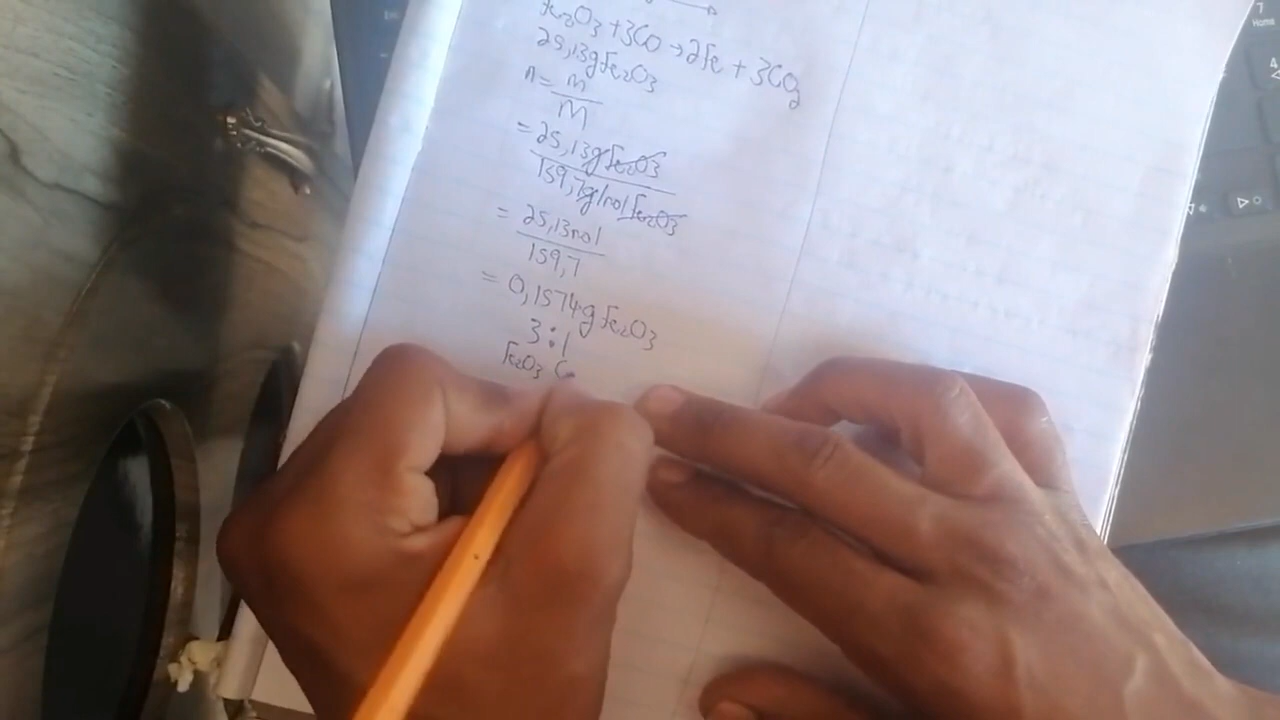 Fe₂O₃ + 3CO → 2Fe + 3CO₂
25,13g Fe₂O₃
n = m
M
= 25,13g Fe₂O₃
159,7g/mol Fe₂O₃
= 25,13mol
159,7
= 0,1574g Fe₂O₃
3 : 1
Fe₂O₃ C
Home